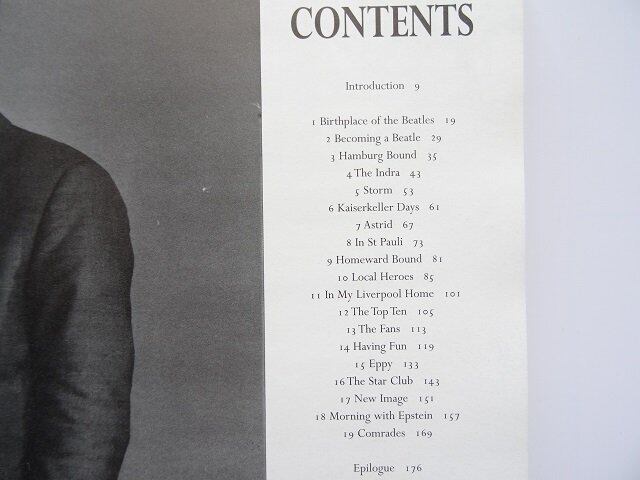 CONTENTS
Introduction 9
1 Birthplace of the Beatles 19
2 Becoming a Beatle 29
3 Hamburg Bound 35
4 The Indra 43
5 Storm 53
6 Kaiserkeller Days 61
7 Astrid 67
8 In St Pauli 73
9 Homeward Bound 81
10 Local Heroes 85
11 In My Liverpool Home 101
12 The Top Ten 105
13 The Fans 113
14 Having Fun 119
15 Eppy 133
16 The Star Club 143
17 New Image 151
18 Morning with Epstein 157
19 Comrades 169
Epilogue 176